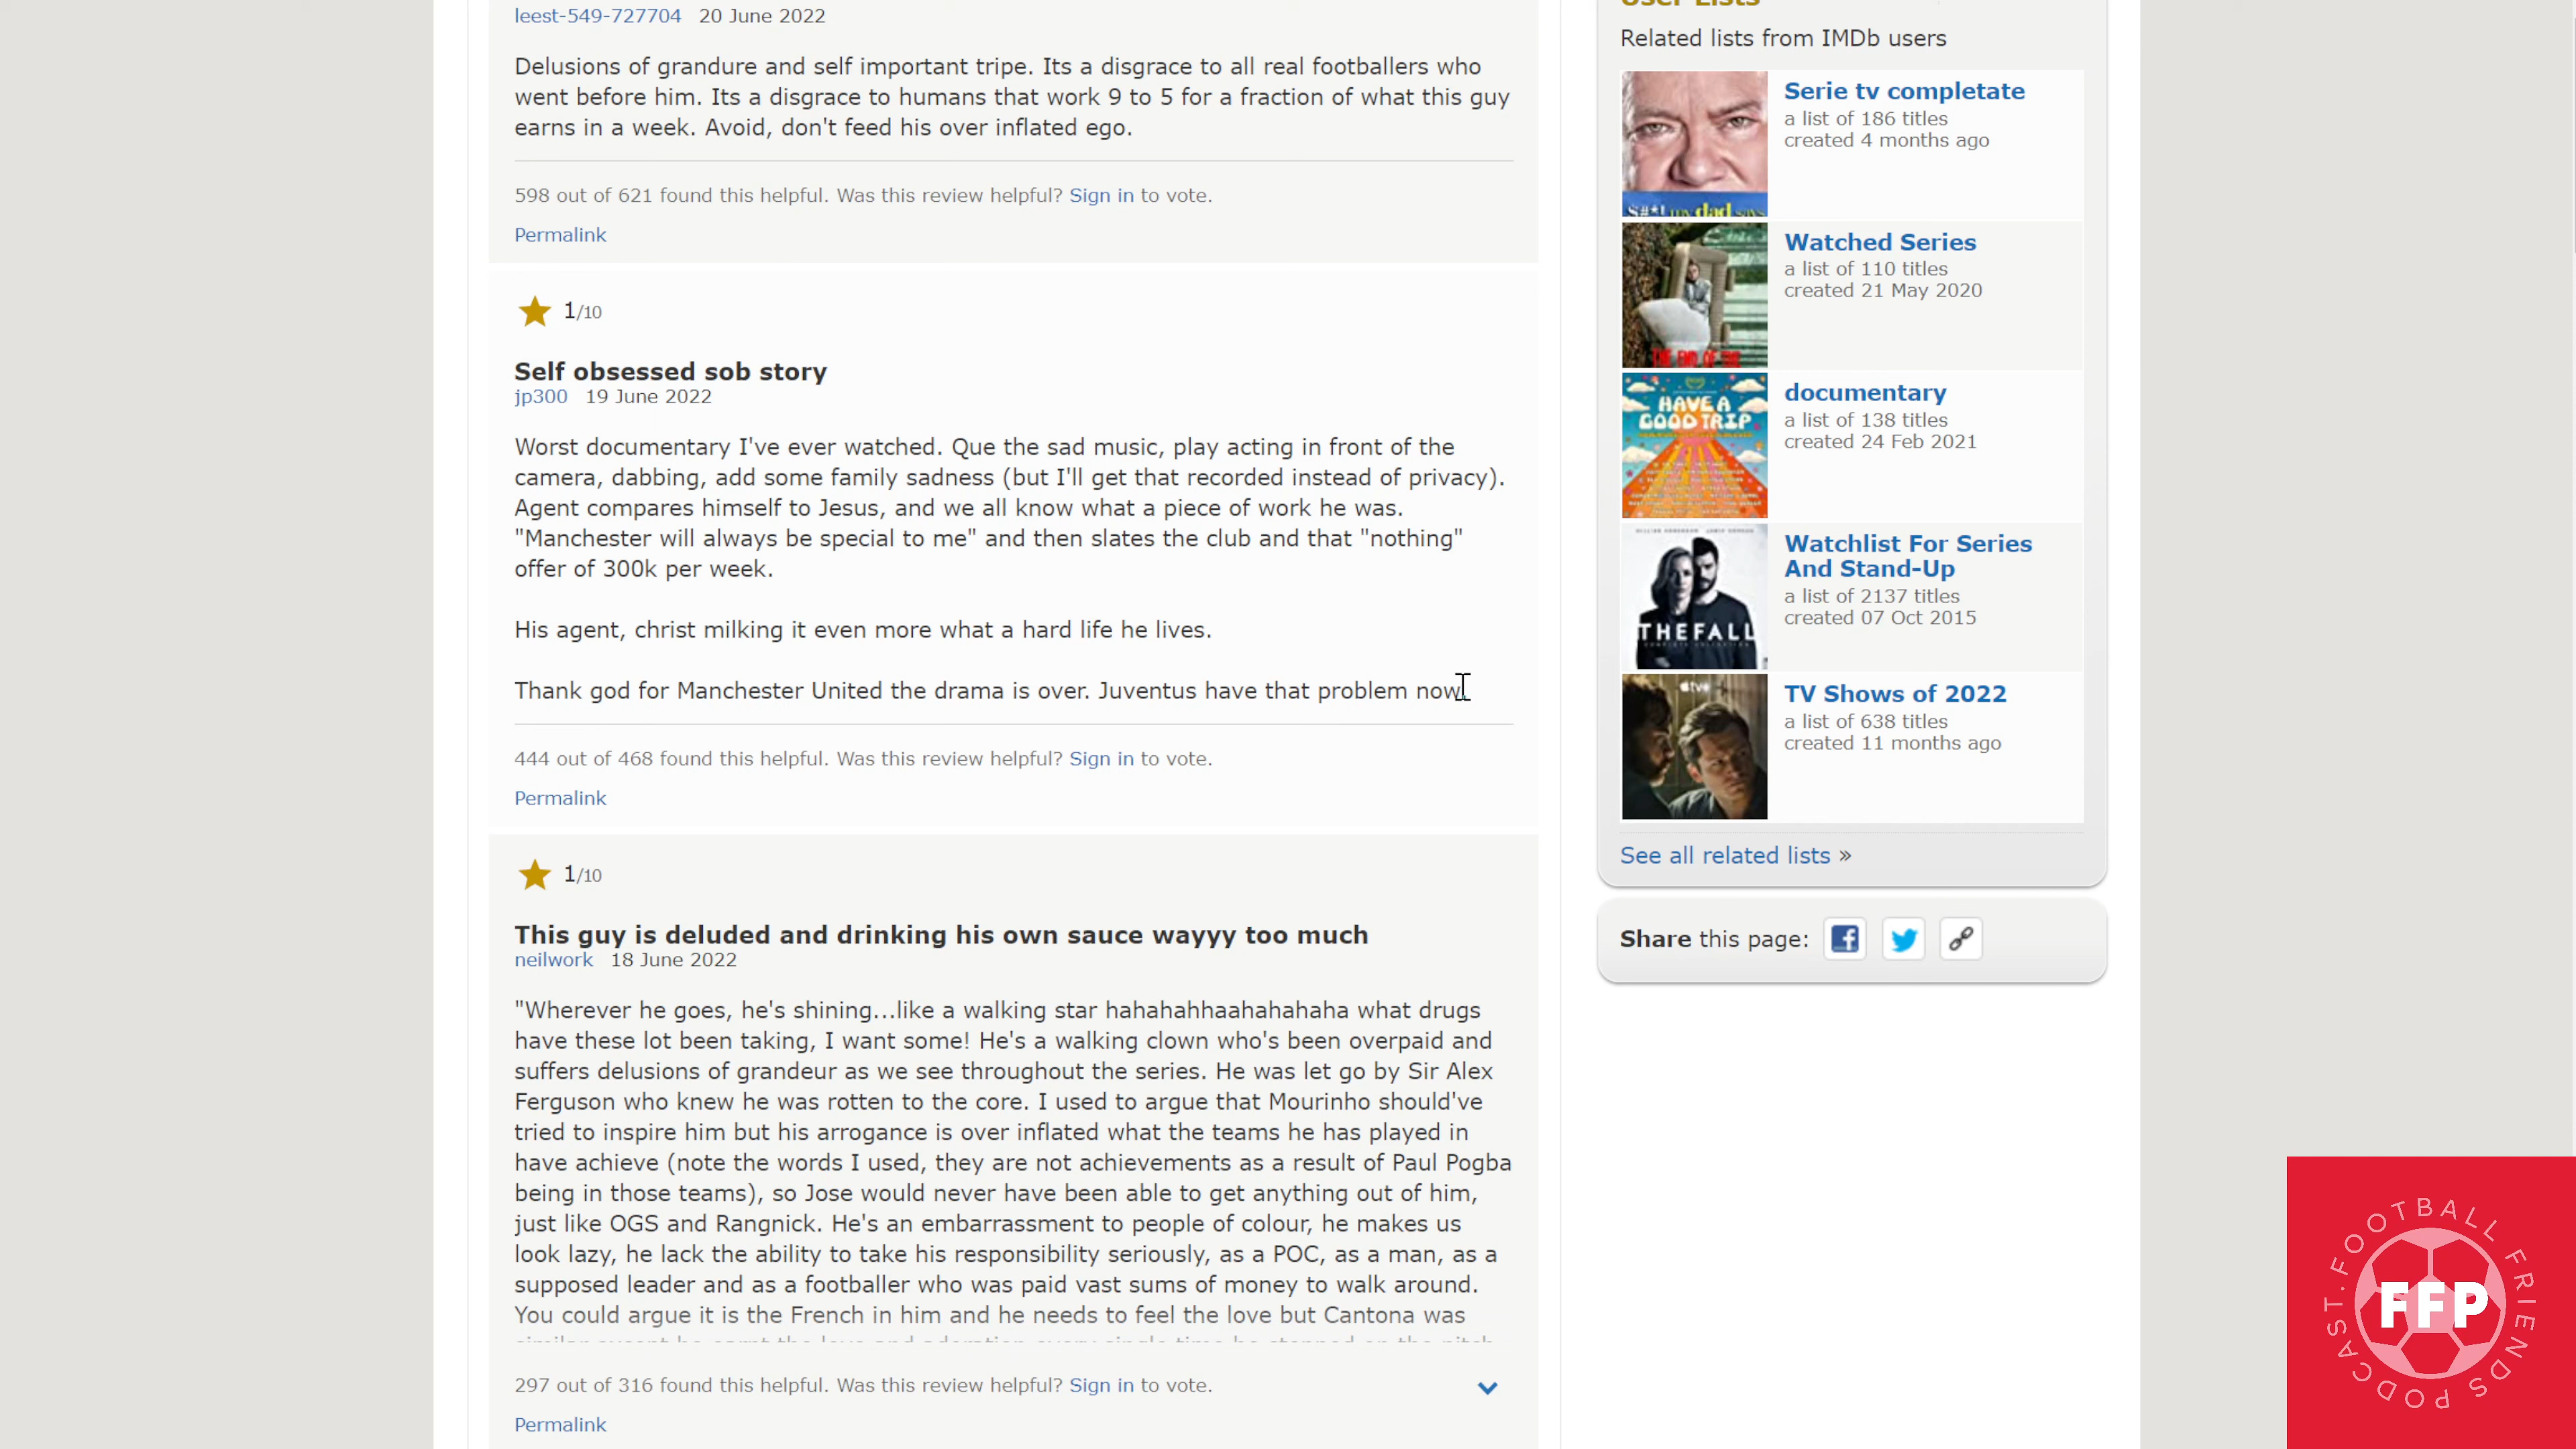 leest-549-727704 20 June 2022
Delusions of grandure and self important tripe. Its a disgrace to all real footballers who
went before him. Its a disgrace to humans that work 9 to 5 for a fraction of what this guy
earns in a week. Avoid, don't feed his over inflated ego.
598 out of 621 found this helpful. Was this review helpful? Sign in to vote.
Permalink
1/10
Self obsessed sob story
jp300 19 June 2022
Worst documentary I've ever watched. Que the sad music, play acting in front of the
camera, dabbing, add some family sadness (but I'll get that recorded instead of privacy).
Agent compares himself to Jesus, and we all know what a piece of work he was.
"Manchester will always be special to me" and then slates the club and that "nothing"
offer of 300k per week.
His agent, christ milking it even more what a hard life he lives.
Thank god for Manchester United the drama is over. Juventus have that problem now.
444 out of 468 found this helpful. Was this review helpful? Sign in to vote.
Permalink
1/10
This guy is deluded and drinking his own sauce wayyy too much
neilwork 18 June 2022
"Wherever he goes, he's shining...like a walking star hahahahhaahahahaha what drugs
have these lot been taking, I want some! He's a walking clown who's been overpaid and
suffers delusions of grandeur as we see throughout the series. He was let go by Sir Alex
Ferguson who knew he was rotten to the core. I used to argue that Mourinho should've
tried to inspire him but his arrogance is over inflated what the teams he has played in
have achieve (note the words I used, they are not achievements as a result of Paul Pogba
being in those teams), so Jose would never have been able to get anything out of him,
just like OGS and Rangnick. He's an embarrassment to people of colour, he makes us
look lazy, he lack the ability to take his responsibility seriously, as a POC, as a man, as a
supposed leader and as a footballer who was paid vast sums of money to walk around.
You could argue it is the French in him and he needs to feel the love but Cantona was
297 out of 316 found this helpful. Was this review helpful? Sign in to vote.
Permalink
User Lists
Related lists from IMDb users
S#*! my dad says
Serie tv completate
a list of 186 titles
created 4 months ago
THE END OF THE
Watched Series
a list of 110 titles
created 21 May 2020
HAVE A
GOOD TRIP
documentary
a list of 138 titles
created 24 Feb 2021
THE FALL
Watchlist For Series
And Stand-Up
a list of 2137 titles
created 07 Oct 2015
tv+
TV Shows of 2022
a list of 638 titles
created 11 months ago
See all related lists »
Share this page:
FOOTBALL FRIENDS PODCAST.
FFP